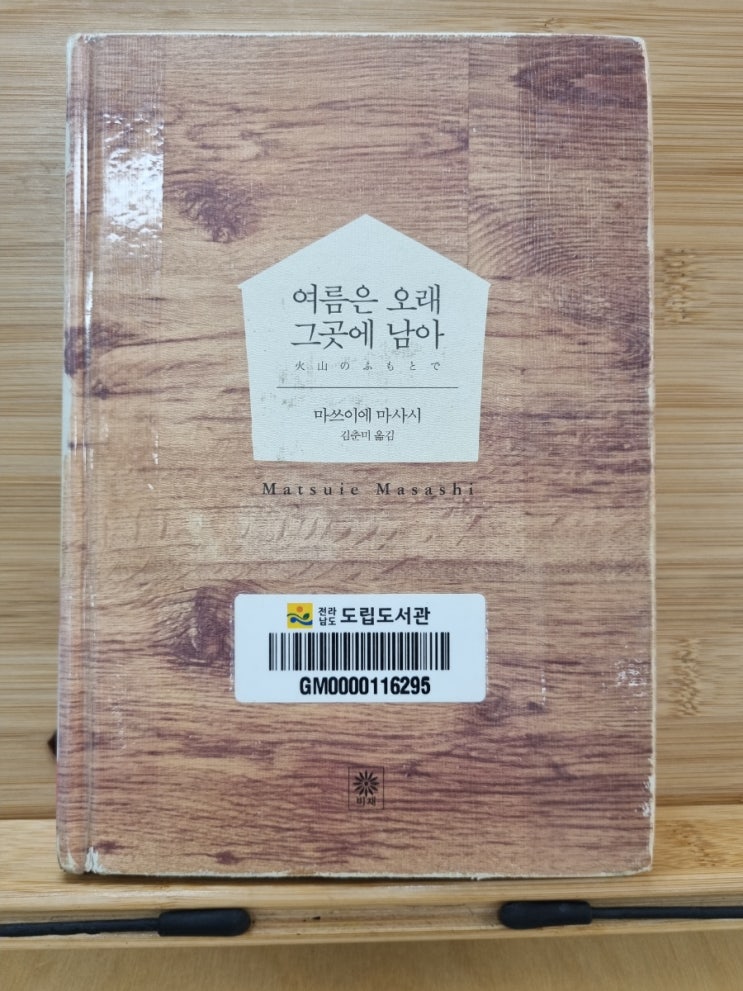 여름은 오래
그곳에 남아
火山のふもとで
마쓰이에 마사시
김춘미 옮김
Matsuie Masashi
전라
남도 도립도서관
GM0000116295
비채